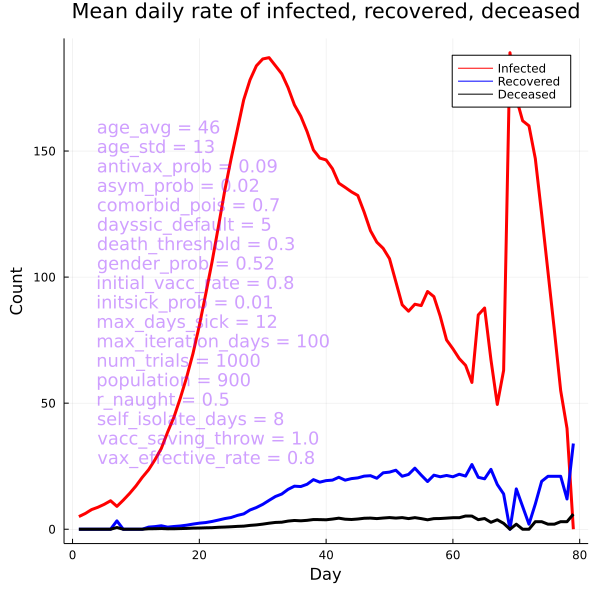 Mean daily rate of infected, recovered, deceased
Infected
Recovered
Deceased
age_avg = 46
age_std = 13
antivax_prob = 0.09
asym_prob = 0.02
comorbid_pois = 0.7
dayssic_default = 5
death_threshold = 0.3
gender_prob = 0.52
initial_vacc_rate = 0.8
initsick_prob = 0.01
max_days_sick = 12
max_iteration_days = 100
num_trials = 1000
population = 900
r_naught = 0.5
self_isolate_days = 8
vacc_saving_throw = 1.0
vax_effective_rate = 0.8
Count
150
100
50
0
0 20 40 60 80
Day